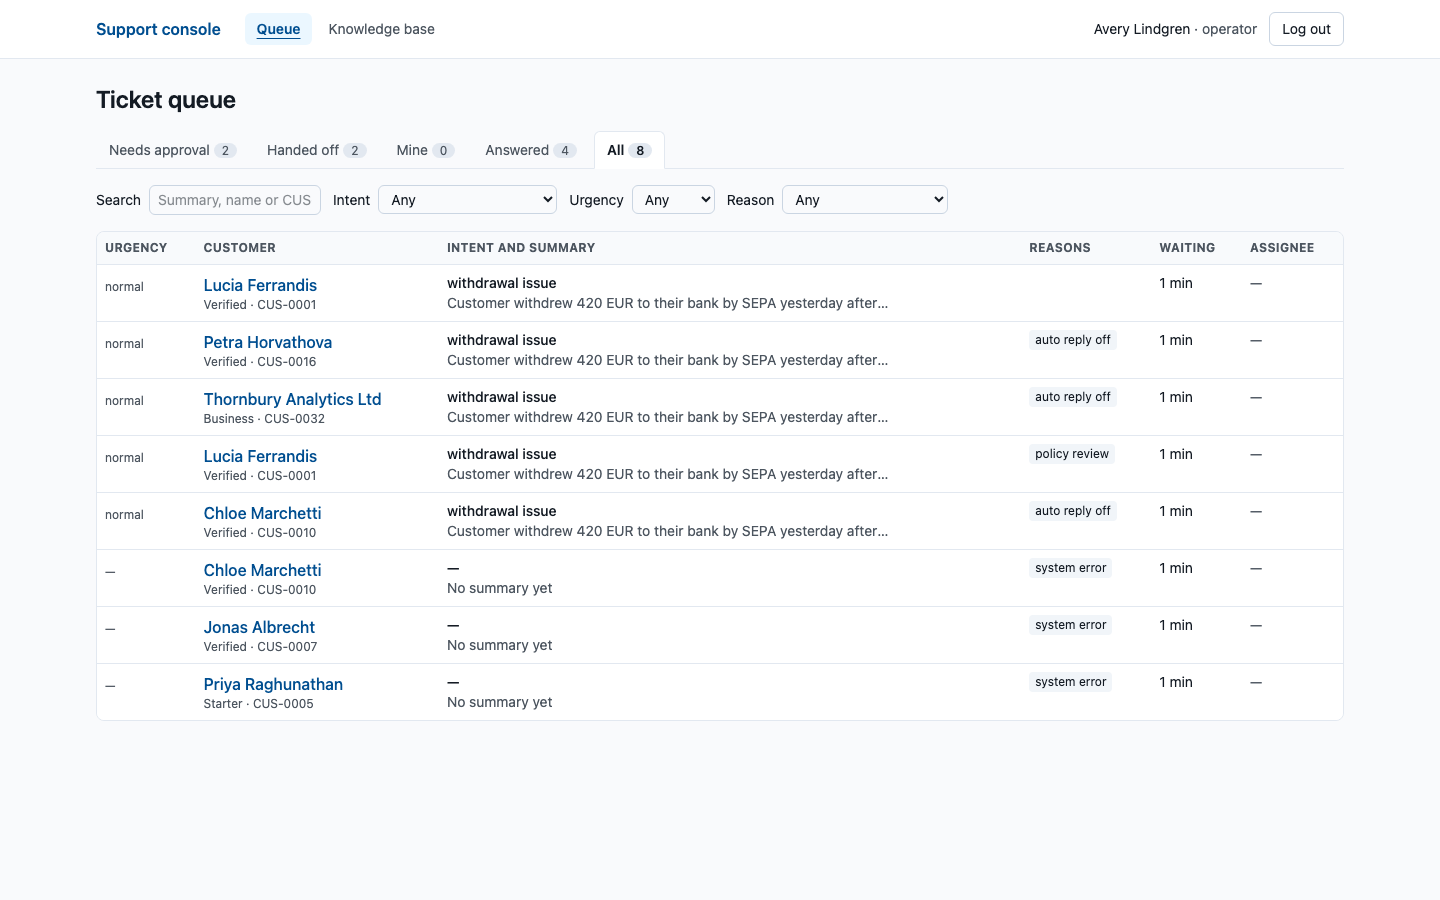 Support console Queue Knowledge base Avery Lindgren · operator Log out
Ticket queue
Needs approval 2 Handed off 2 Mine 0 Answered 4 All 8
Search Summary, name or CUS Intent Any Urgency Any Reason Any
URGENCY CUSTOMER INTENT AND SUMMARY REASONS WAITING ASSIGNEE
normal Lucia Ferrandis withdrawal issue 1 min —
Verified · CUS-0001 Customer withdrew 420 EUR to their bank by SEPA yesterday after…
normal Petra Horvathova withdrawal issue auto reply off 1 min —
Verified · CUS-0016 Customer withdrew 420 EUR to their bank by SEPA yesterday after…
normal Thornbury Analytics Ltd withdrawal issue auto reply off 1 min —
Business · CUS-0032 Customer withdrew 420 EUR to their bank by SEPA yesterday after…
normal Lucia Ferrandis withdrawal issue policy review 1 min —
Verified · CUS-0001 Customer withdrew 420 EUR to their bank by SEPA yesterday after…
normal Chloe Marchetti withdrawal issue auto reply off 1 min —
Verified · CUS-0010 Customer withdrew 420 EUR to their bank by SEPA yesterday after…
— Chloe Marchetti — system error 1 min —
Verified · CUS-0010 No summary yet
— Jonas Albrecht — system error 1 min —
Verified · CUS-0007 No summary yet
— Priya Raghunathan — system error 1 min —
Starter · CUS-0005 No summary yet